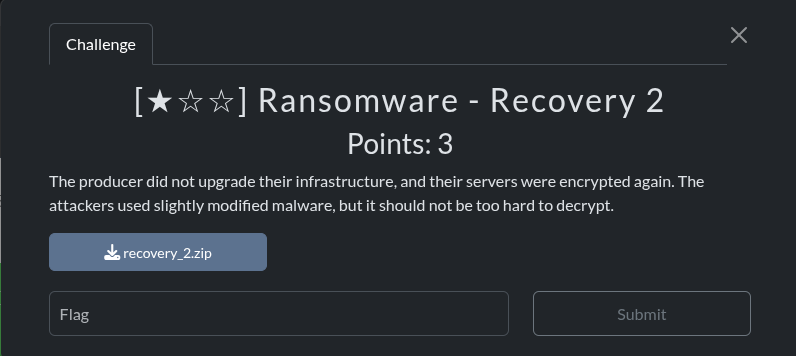 Challenge
[★☆☆] Ransomware - Recovery 2
Points: 3
The producer did not upgrade their infrastructure, and their servers were encrypted again. The
attackers used slightly modified malware, but it should not be too hard to decrypt.
recovery_2.zip
Flag
Submit